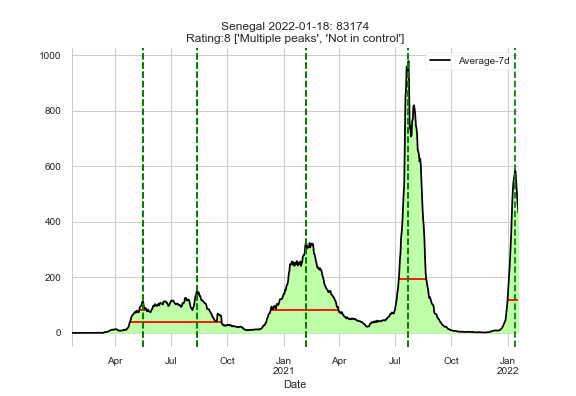 Senegal 2022-01-18: 83174
Rating:8 ['Multiple peaks', 'Not in control']
Average-7d
1000
800
600
400
200
0
Apr Jul Oct Jan Apr Jul Oct Jan
2021 2022
Date